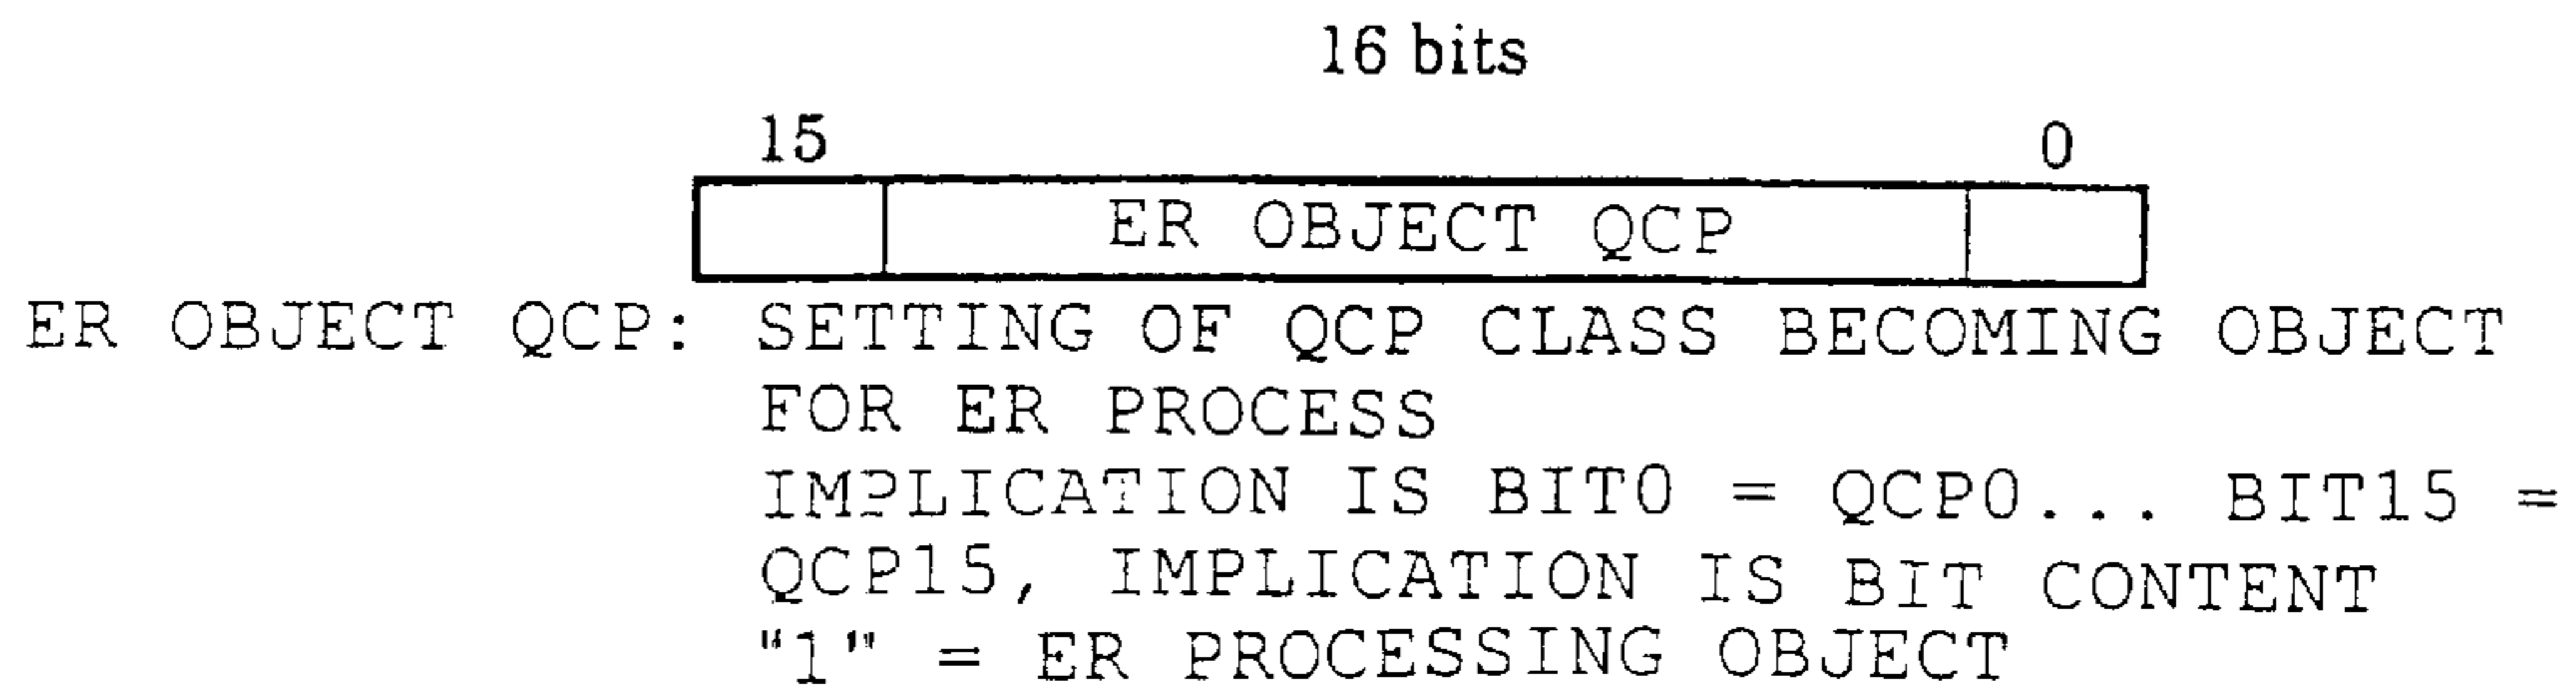 16 bits
15 0
ER OBJECT QCP
ER OBJECT QCP: SETTING OF QCP CLASS BECOMING OBJECT
FOR ER PROCESS
IMPLICATION IS BIT0 = QCP0... BIT15 =
QCP15, IMPLICATION IS BIT CONTENT
"1" = ER PROCESSING OBJECT